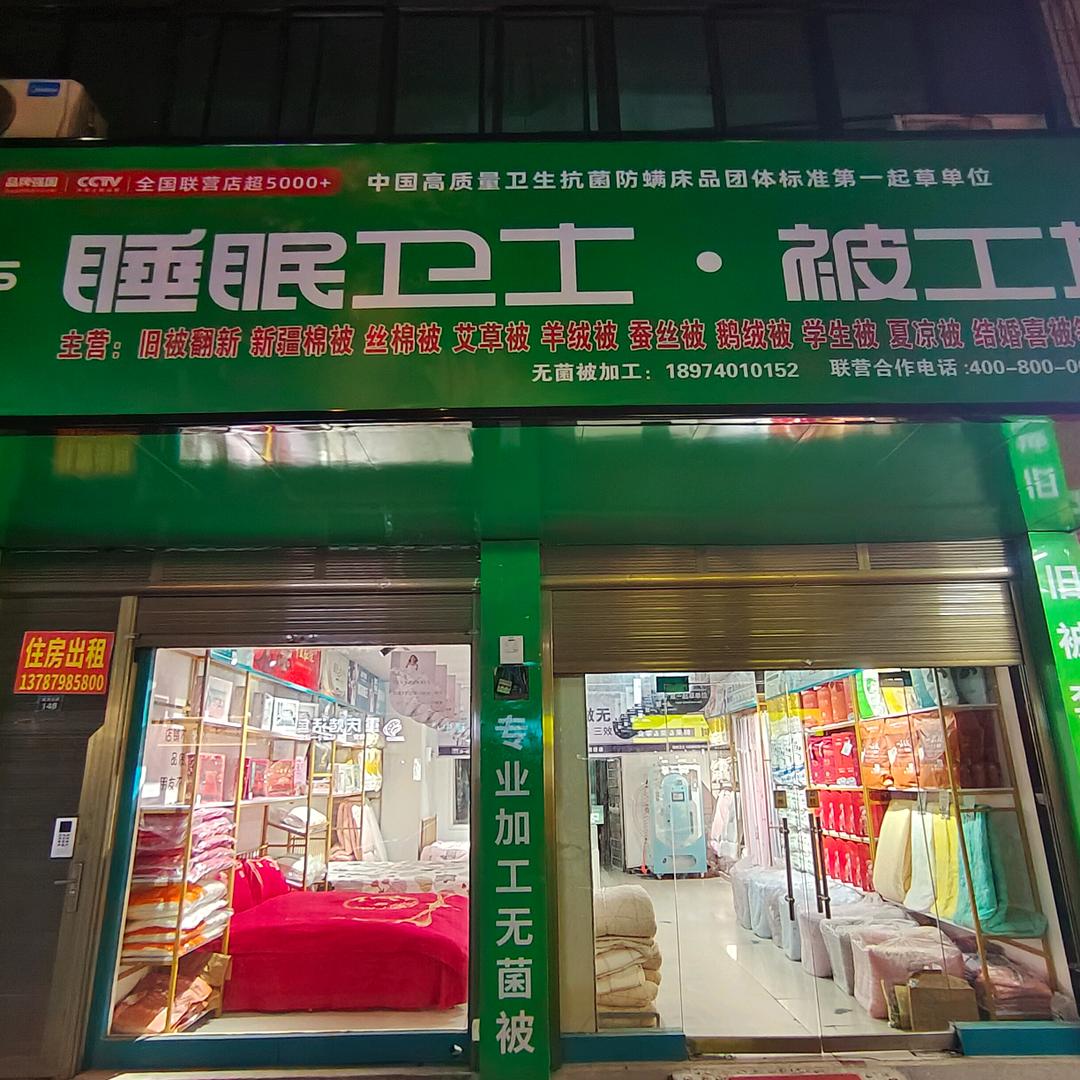 品牌强国 CCTV 全国联营店超5000+
中国高质量卫生抗菌防螨床品团体标准第一起草单位
睡眠卫士·被工
主营：旧被翻新 新疆棉被 丝棉被 艾草被 羊绒被 蚕丝被 鹅绒被 学生被 夏凉被 结婚喜被
无菌被加工：18974010152 联营合作电话:400-800-0
住房出租
13787985800
148
专业加工无菌被
旧被